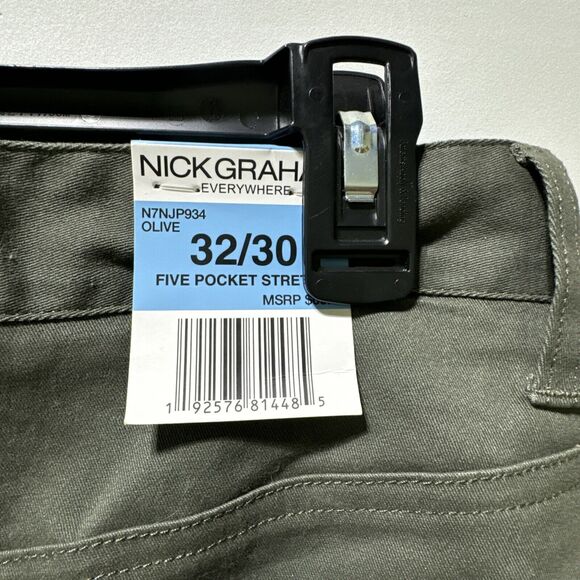 NICKGRAHA
EVERYWHERE
N7NJP934
OLIVE
32/30
FIVE POCKET STRET
MSRP $
1 92576 81448 5